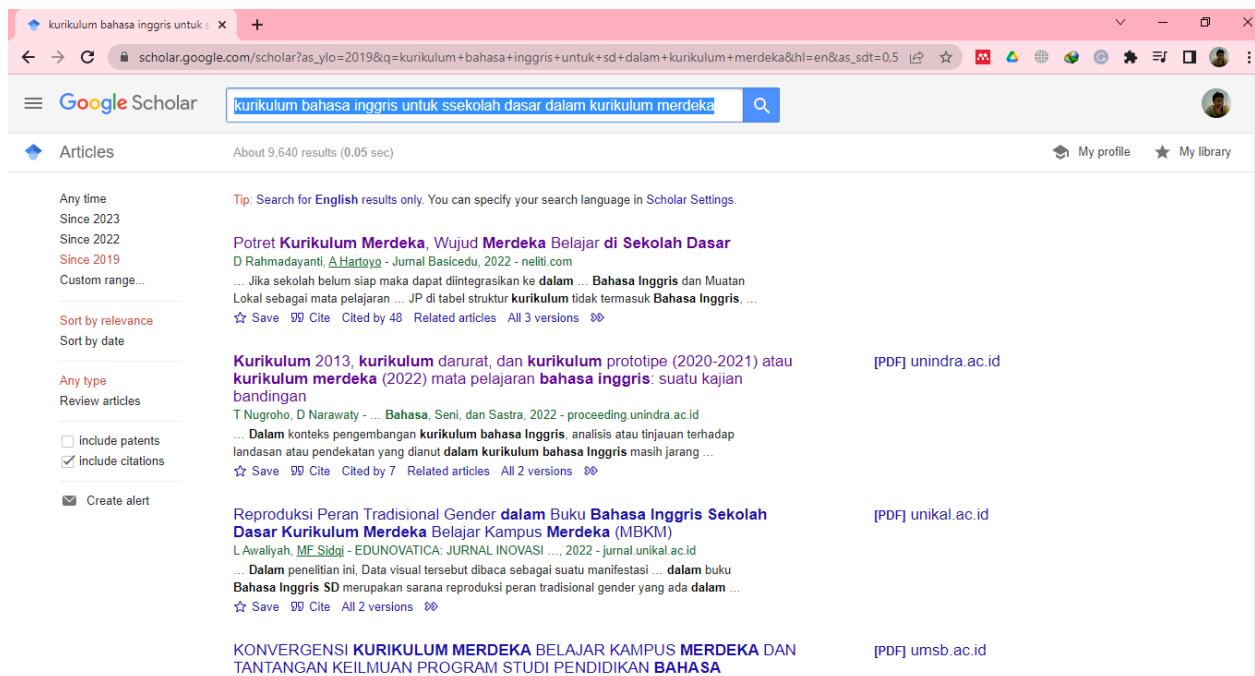 kurikulum bahasa inggris untuk s
scholar.google.com/scholar?as_ylo=2019&q=kurikulum+bahasa+inggris+untuk+sd+dalam+kurikulum+merdeka&hl=en&as_sdt=0,5
Google Scholar
kurikulum bahasa inggris untuk ssekolah dasar dalam kurikulum merdeka
Articles
About 9,640 results (0.05 sec)
My profile
My library
Any time
Since 2023
Since 2022
Since 2019
Custom range...
Sort by relevance
Sort by date
Any type
Review articles
include patents
include citations
Create alert
Tip: Search for English results only. You can specify your search language in Scholar Settings.
Potret Kurikulum Merdeka, Wujud Merdeka Belajar di Sekolah Dasar
D Rahmadayanti, A Hartoyo - Jurnal Basicedu, 2022 - neliti.com
… Jika sekolah belum siap maka dapat diintegrasikan ke dalam … Bahasa Inggris dan Muatan
Lokal sebagai mata pelajaran … JP di tabel struktur kurikulum tidak termasuk Bahasa Inggris, …
Save Cite Cited by 48 Related articles All 3 versions
Kurikulum 2013, kurikulum darurat, dan kurikulum prototipe (2020-2021) atau
kurikulum merdeka (2022) mata pelajaran bahasa inggris: suatu kajian
bandingan
[PDF] unindra.ac.id
T Nugroho, D Narawaty - … Bahasa, Seni, dan Sastra, 2022 - proceeding.unindra.ac.id
… Dalam konteks pengembangan kurikulum bahasa Inggris, analisis atau tinjauan terhadap
landasan atau pendekatan yang dianut dalam kurikulum bahasa Inggris masih jarang …
Save Cite Cited by 7 Related articles All 2 versions
Reproduksi Peran Tradisional Gender dalam Buku Bahasa Inggris Sekolah
Dasar Kurikulum Merdeka Belajar Kampus Merdeka (MBKM)
[PDF] unikal.ac.id
L Awaliyah, MF Sidqi - EDUNOVATICA: JURNAL INOVASI …, 2022 - jurnal.unikal.ac.id
… Dalam penelitian ini, Data visual tersebut dibaca sebagai suatu manifestasi … dalam buku
Bahasa Inggris SD merupakan sarana reproduksi peran tradisional gender yang ada dalam …
Save Cite All 2 versions
KONVERGENSI KURIKULUM MERDEKA BELAJAR KAMPUS MERDEKA DAN
TANTANGAN KEILMUAN PROGRAM STUDI PENDIDIKAN BAHASA
[PDF] umsb.ac.id